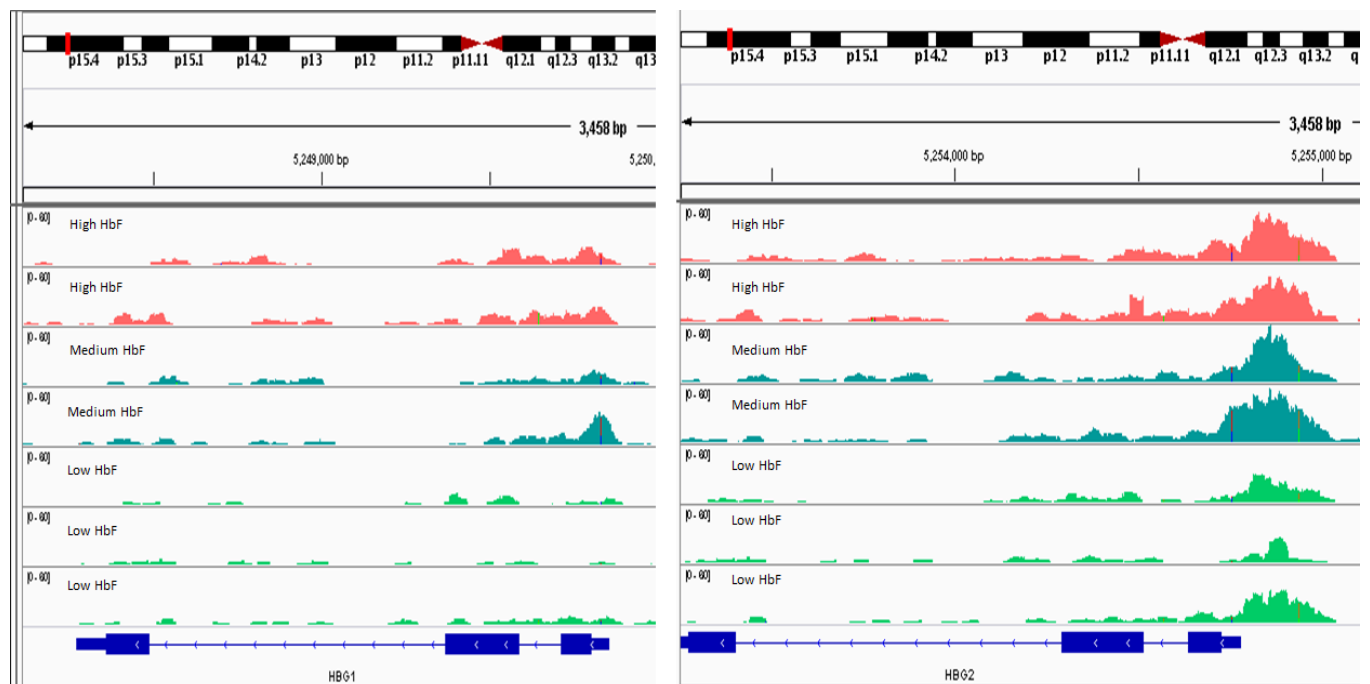 p15.4 p15.3 p15.1 p14.2 p13 p12 p11.2 p11.11 q12.1 q12.3 q13.2 q13
3,458 bp
5,249,000 bp 5,250,
[0 - 60] High HbF
[0 - 60] High HbF
[0 - 60] Medium HbF
[0 - 60] Medium HbF
[0 - 60] Low HbF
[0 - 60] Low HbF
[0 - 60] Low HbF
HBG1
p15.4 p15.3 p15.1 p14.2 p13 p12 p11.2 p11.11 q12.1 q12.3 q13.2 q
3,458 bp
5,254,000 bp 5,255,000 bp
[0 - 60] High HbF
[0 - 60] High HbF
[0 - 60] Medium HbF
[0 - 60] Medium HbF
[0 - 60] Low HbF
[0 - 60] Low HbF
[0 - 60] Low HbF
HBG2